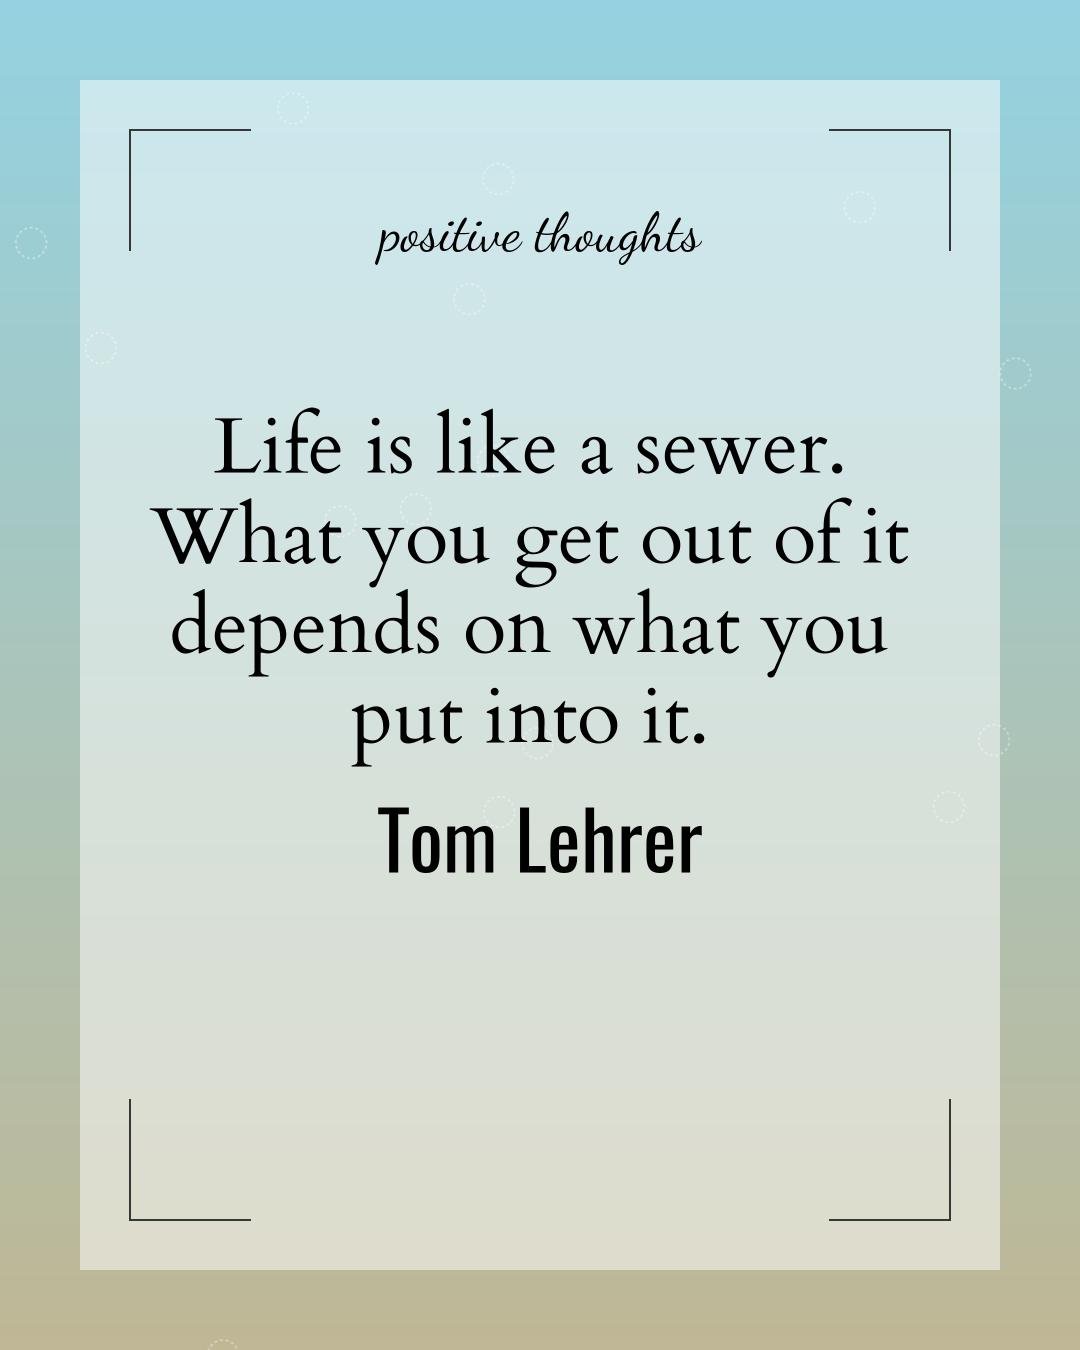 positive thoughts
Life is like a sewer.
What you get out of it
depends on what you
put into it.
Tom Lehrer